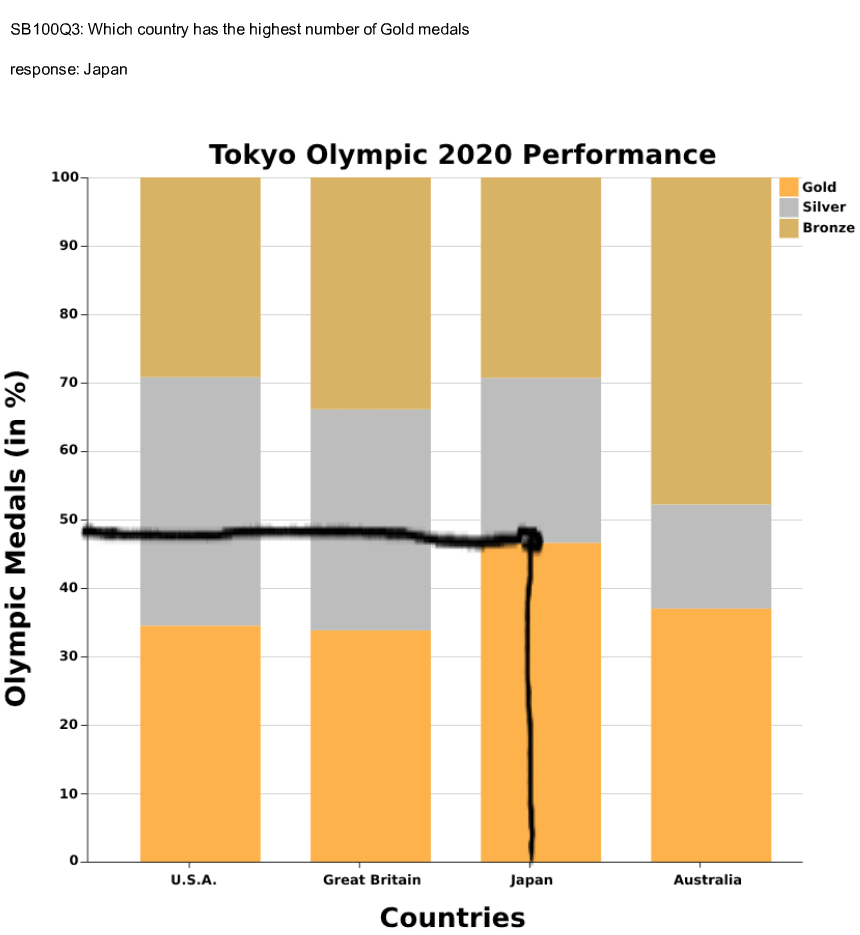 SB100Q3: Which country has the highest number of Gold medals
response: Japan
Tokyo Olympic 2020 Performance
Gold
Silver
Bronze
Olympic Medals (in %)
100
90
80
70
60
50
40
30
20
10
0
U.S.A. Great Britain Japan Australia
Countries